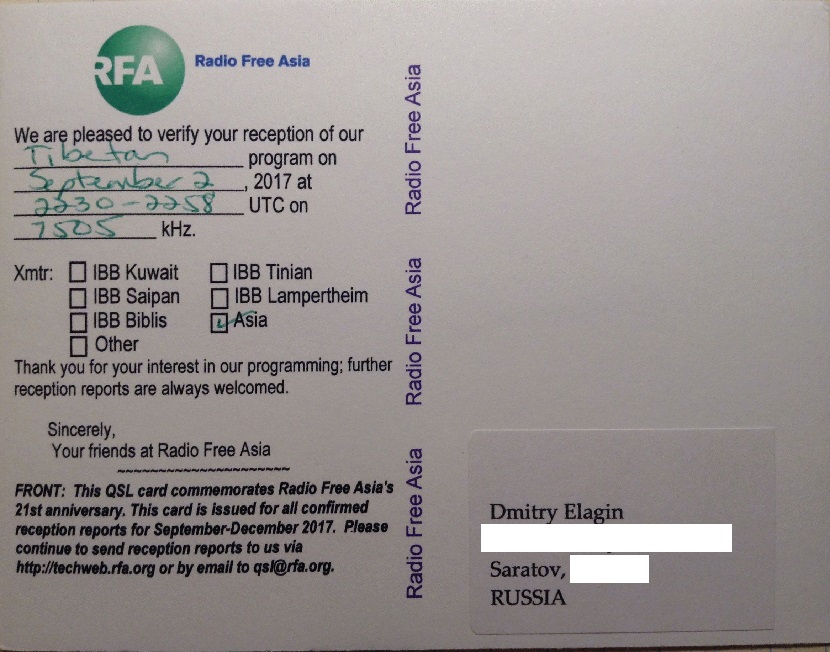 RFA
Radio Free Asia
We are pleased to verify your reception of our
Tibetan program on
September 2, 2017 at
2230-2258 UTC on
7505 kHz.
Xmtr: IBB Kuwait IBB Tinian
IBB Saipan IBB Lampertheim
IBB Biblis Asia
Other
Thank you for your interest in our programming; further
reception reports are always welcomed.
Sincerely,
Your friends at Radio Free Asia
~~~~~~~~~~~~~~~~~~~~~
FRONT: This QSL card commemorates Radio Free Asia's
21st anniversary. This card is issued for all confirmed
reception reports for September-December 2017. Please
continue to send reception reports to us via
http://techweb.rfa.org or by email to qsl@rfa.org.
Radio Free Asia
Radio Free Asia
Radio Free Asia
Dmitry Elagin
Saratov,
RUSSIA